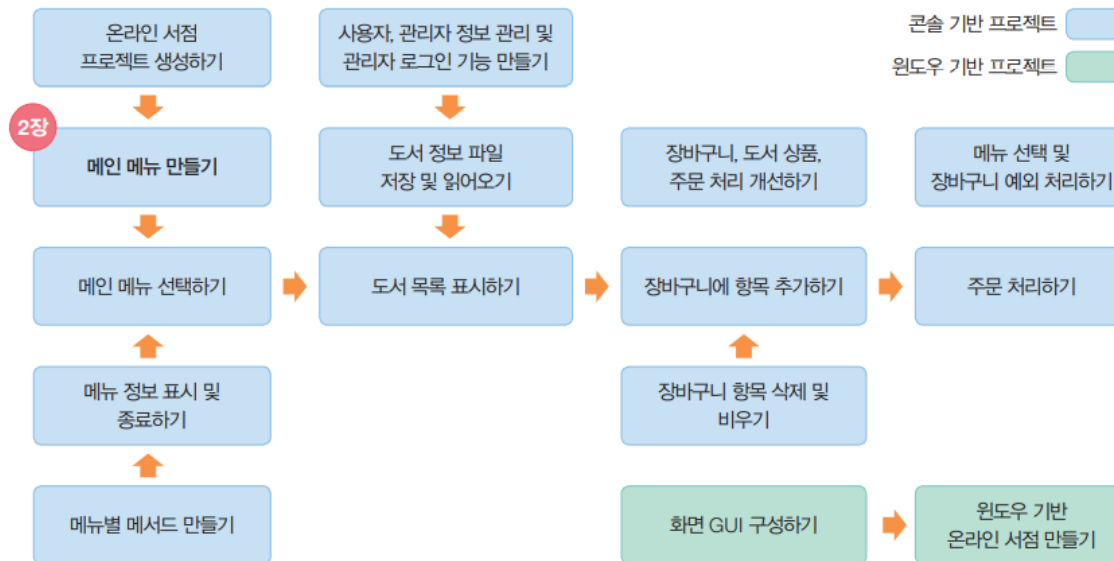 온라인 서점
프로젝트 생성하기
사용자, 관리자 정보 관리 및
관리자 로그인 기능 만들기
콘솔 기반 프로젝트
윈도우 기반 프로젝트
2장
메인 메뉴 만들기
도서 정보 파일
저장 및 읽어오기
장바구니, 도서 상품,
주문 처리 개선하기
메뉴 선택 및
장바구니 예외 처리하기
메인 메뉴 선택하기
도서 목록 표시하기
장바구니에 항목 추가하기
주문 처리하기
메뉴 정보 표시 및
종료하기
장바구니 항목 삭제 및
비우기
메뉴별 메서드 만들기
화면 GUI 구성하기
윈도우 기반
온라인 서점 만들기